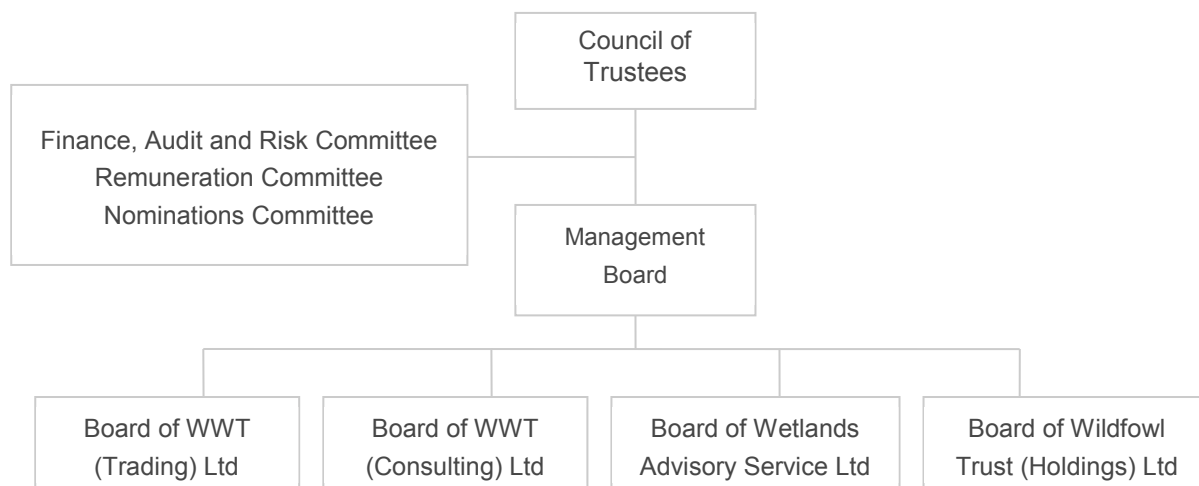 Council of
Trustees
Finance, Audit and Risk Committee
Remuneration Committee
Nominations Committee
Management
Board
Board of WWT
(Trading) Ltd
Board of WWT
(Consulting) Ltd
Board of Wetlands
Advisory Service Ltd
Board of Wildfowl
Trust (Holdings) Ltd